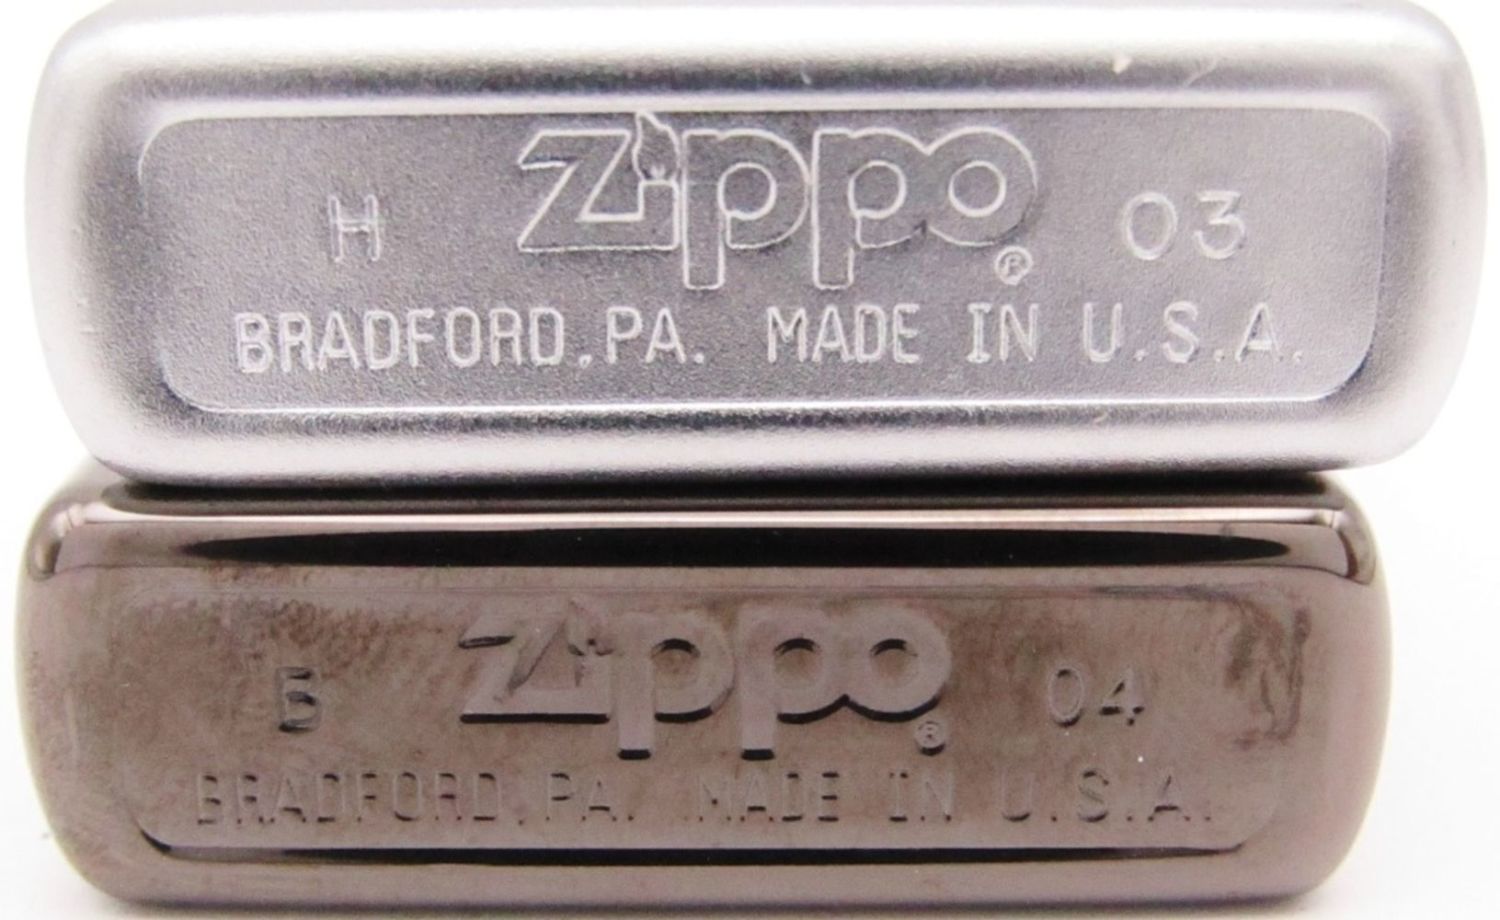 H Zippo® 03
BRADFORD, PA. MADE IN U.S.A.
Zippo® 04
BRADFORD, PA. MADE IN U.S.A.